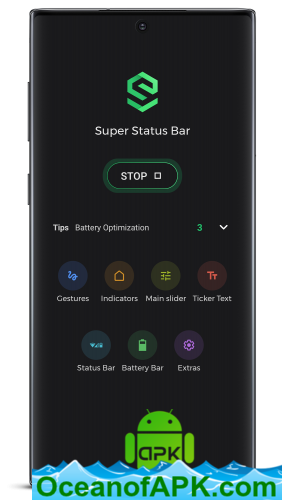 Super Status Bar
STOP
Tips Battery Optimization 3
Gestures Indicators Main slider Ticker Text
Tт
Status Bar Battery Bar Extras
APK
OceanofAPK.com